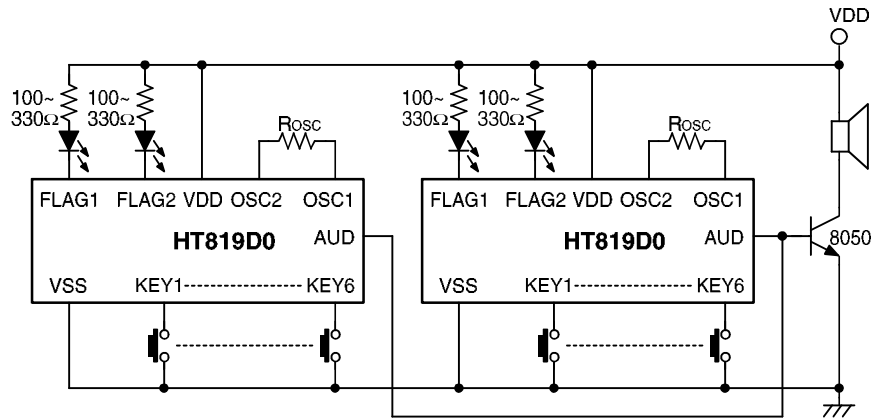 VDD
100~
330Ω
100~
330Ω
ROSC
100~
330Ω
100~
330Ω
ROSC
FLAG1 FLAG2 VDD OSC2 OSC1
HT819D0 AUD
VSS KEY1 KEY6
FLAG1 FLAG2 VDD OSC2 OSC1
HT819D0 AUD
VSS KEY1 KEY6
8050